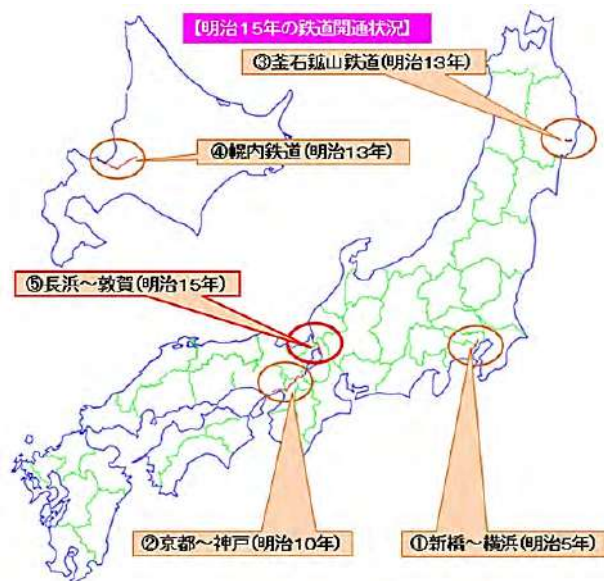 【明治15年の鉄道開通状況】
③釜石鉱山鉄道(明治13年)
④幌内鉄道(明治13年)
⑤長浜～敦賀(明治15年)
②京都～神戸(明治10年)
①新橋～横浜(明治5年)